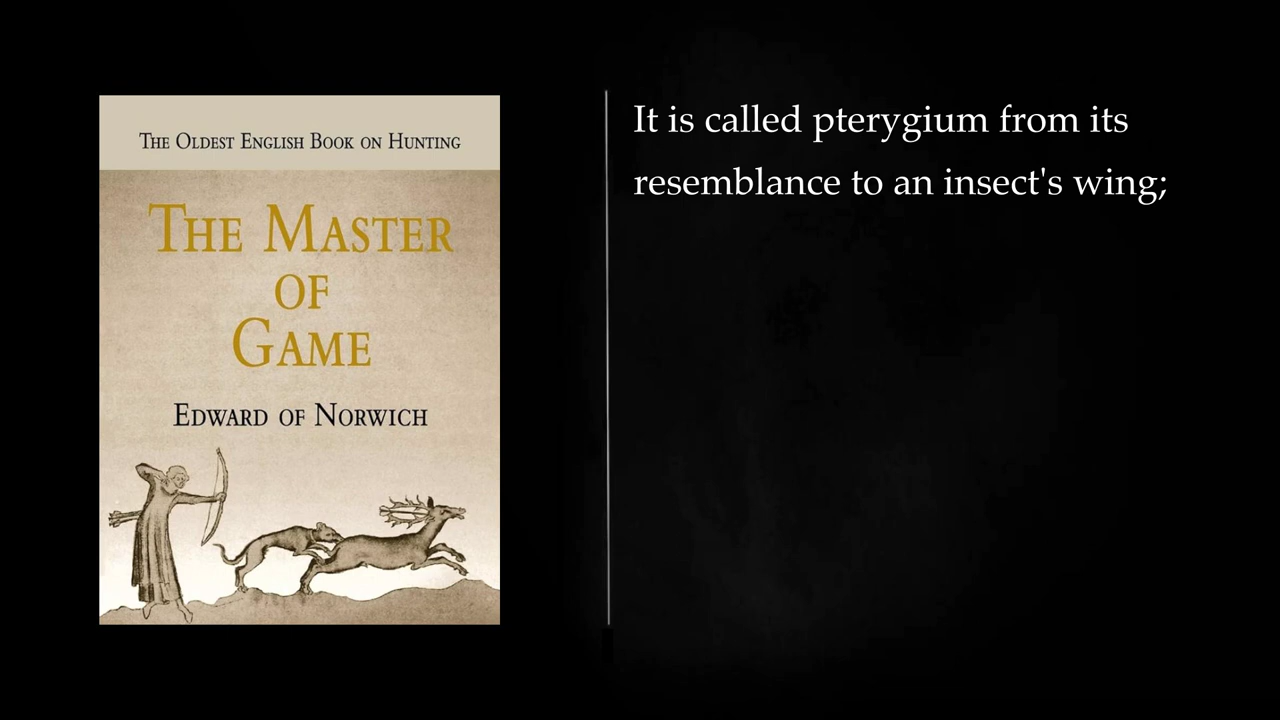 The Oldest English Book on Hunting
The Master
of
Game
Edward of Norwich
It is called pterygium from its
resemblance to an insect's wing;